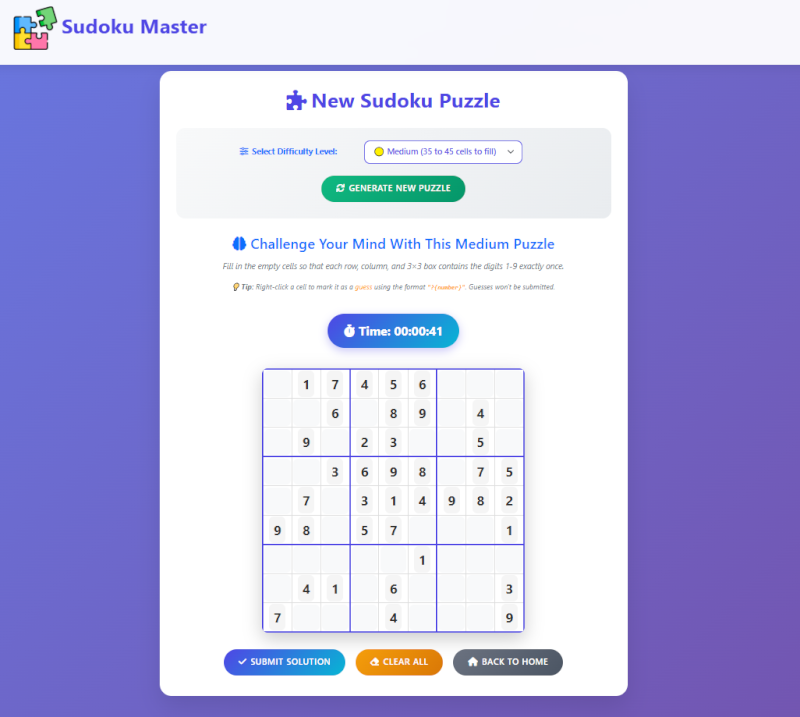 Sudoku Master
New Sudoku Puzzle
Select Difficulty Level:
Medium (35 to 45 cells to fill)
GENERATE NEW PUZZLE
Challenge Your Mind With This Medium Puzzle
Fill in the empty cells so that each row, column, and 3×3 box contains the digits 1-9 exactly once.
Tip: Right-click a cell to mark it as a guess using the format "?(number)". Guesses won't be submitted.
Time: 00:00:41
1 7 4 5 6
6 8 9 4
9 2 3 5
3 6 9 8 7 5
7 3 1 4 9 8 2
9 8 5 7 1
1
4 1 6 3
7 4 9
SUBMIT SOLUTION
CLEAR ALL
BACK TO HOME